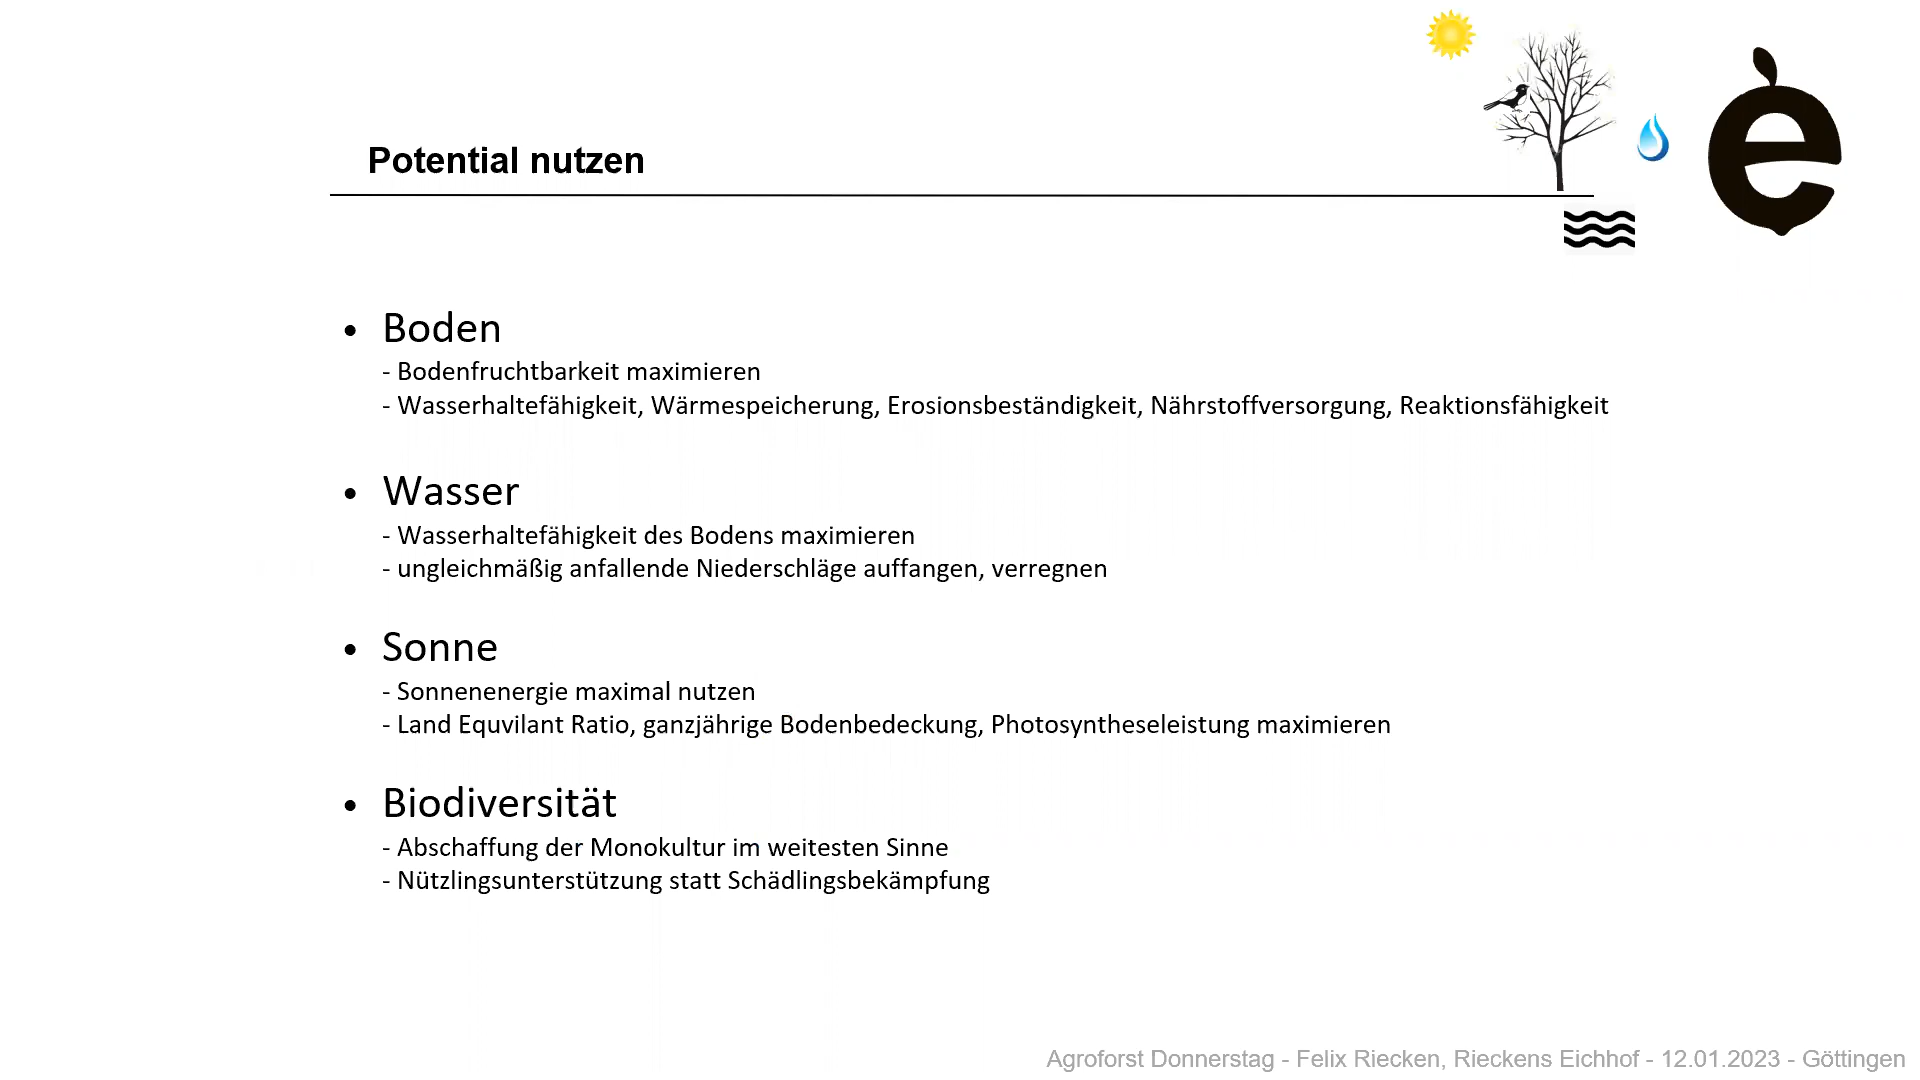 Potential nutzen
• Boden
- Bodenfruchtbarkeit maximieren
- Wasserhaltefähigkeit, Wärmespeicherung, Erosionsbeständigkeit, Nährstoffversorgung, Reaktionsfähigkeit
• Wasser
- Wasserhaltefähigkeit des Bodens maximieren
- ungleichmäßig anfallende Niederschläge auffangen, verregnen
• Sonne
- Sonnenenergie maximal nutzen
- Land Equvilant Ratio, ganzjährige Bodenbedeckung, Photosyntheseleistung maximieren
• Biodiversität
- Abschaffung der Monokultur im weitesten Sinne
- Nützlingsunterstützung statt Schädlingsbekämpfung
Agroforst Donnerstag - Felix Riecken, Rieckens Eichhof - 12.01.2023 - Göttingen